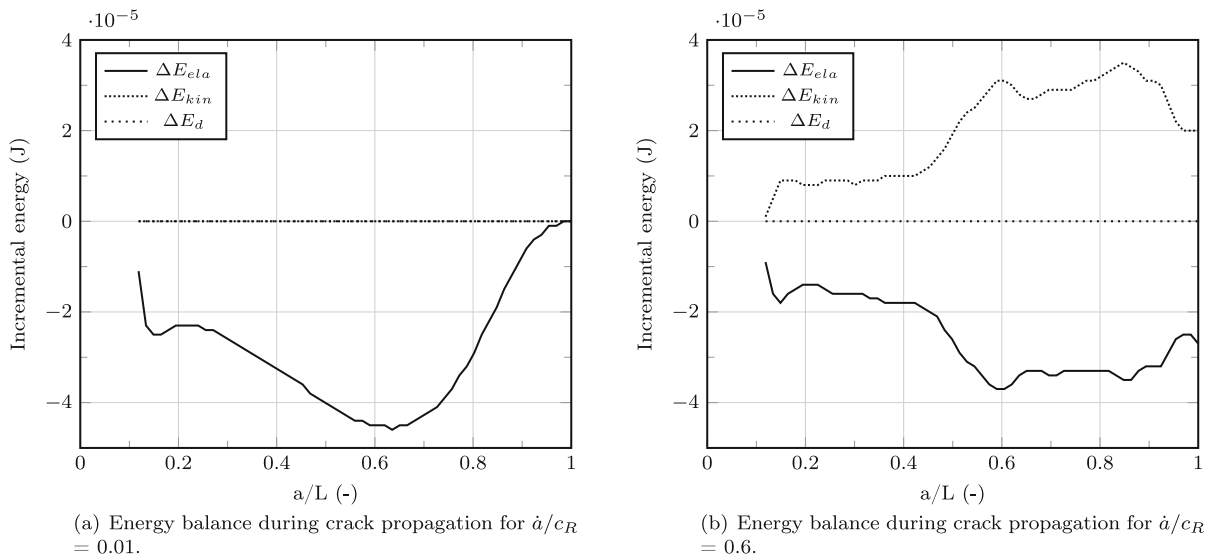 ·10⁻⁵
4
2
0
−2
−4
Incremental energy (J)
ΔE_ela
ΔE_kin
ΔE_d
0
0.2
0.4
0.6
0.8
1
a/L (-)
(a) Energy balance during crack propagation for ȧ/c_R
= 0.01.
·10⁻⁵
4
2
0
−2
−4
Incremental energy (J)
ΔE_ela
ΔE_kin
ΔE_d
0
0.2
0.4
0.6
0.8
1
a/L (-)
(b) Energy balance during crack propagation for ȧ/c_R
= 0.6.